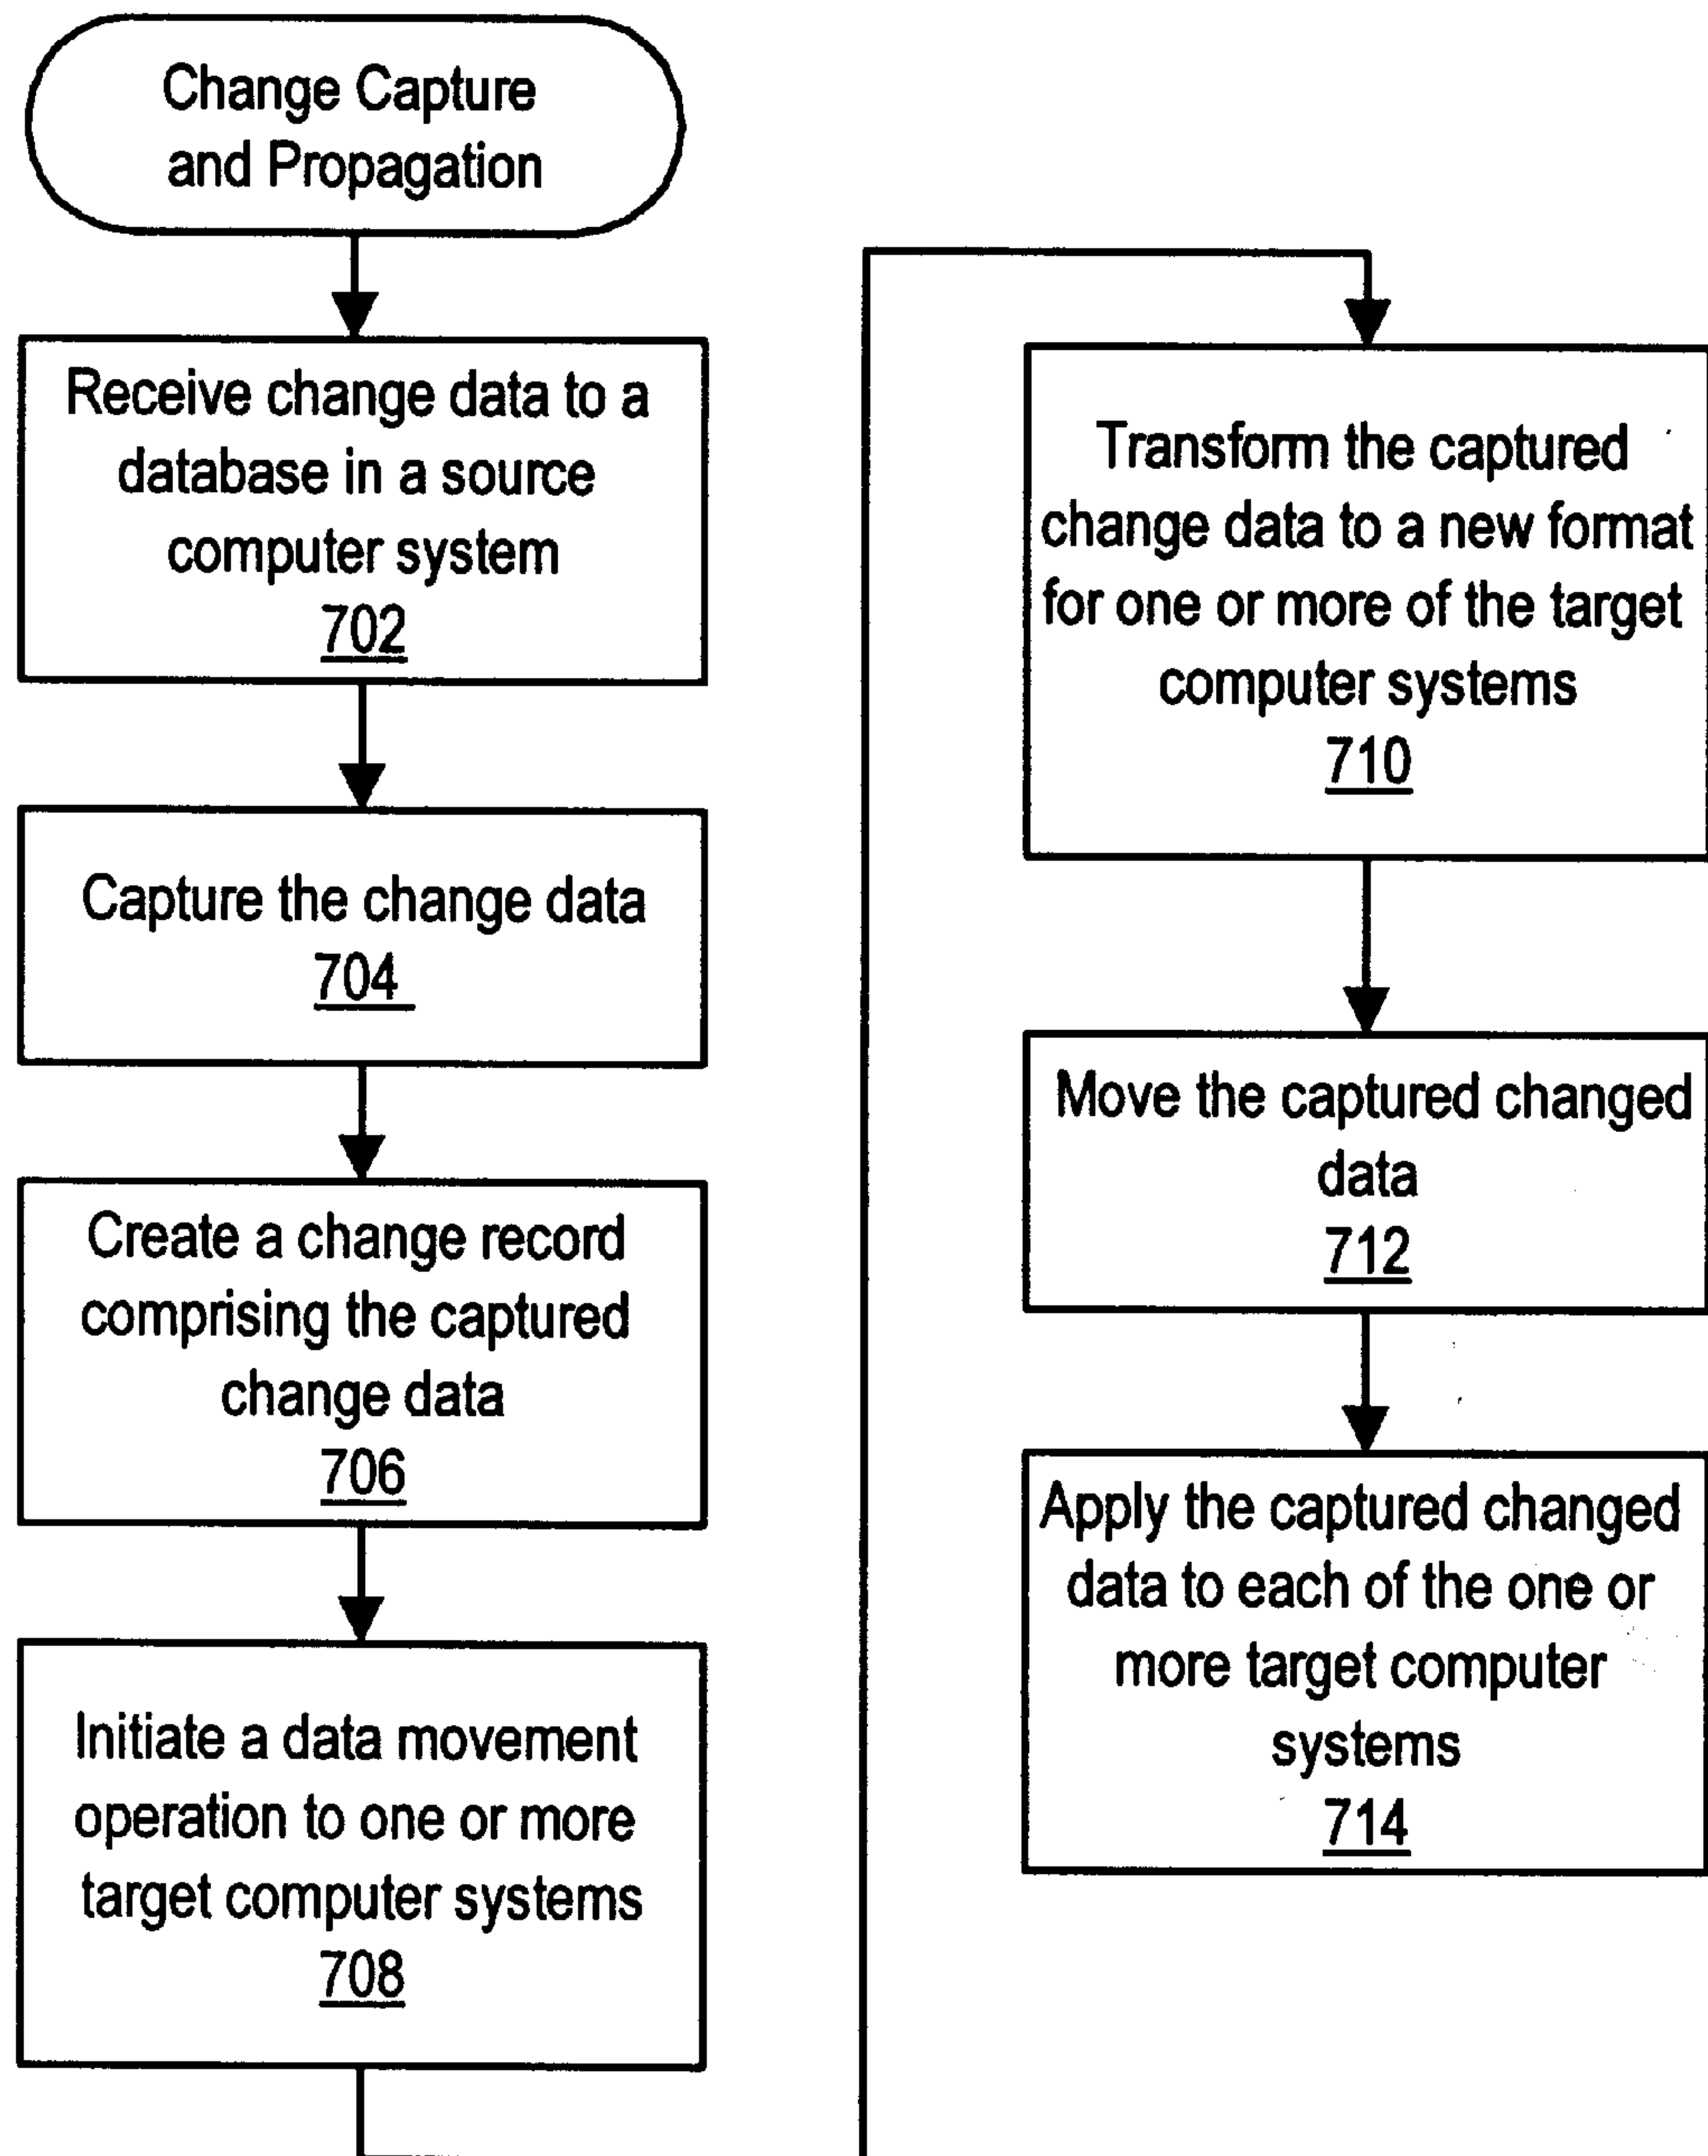 Change Capture
and Propagation
Receive change data to a
database in a source
computer system
702
Capture the change data
704
Create a change record
comprising the captured
change data
706
Initiate a data movement
operation to one or more
target computer systems
708
Transform the captured
change data to a new format
for one or more of the target
computer systems
710
Move the captured changed
data
712
Apply the captured changed
data to each of the one or
more target computer
systems
714